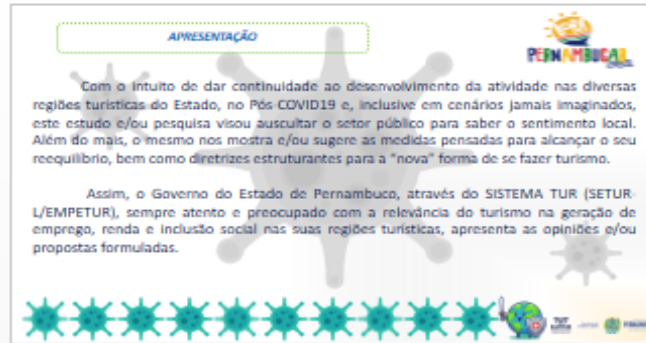 APRESENTAÇÃO
PERNAMBUCAR
Com o intuito de dar continuidade ao desenvolvimento da atividade nas diversas
regiões turísticas do Estado, no Pós-COVID19 e, inclusive em cenários jamais imaginados,
este estudo e/ou pesquisa visou auscultar o setor público para saber o sentimento local.
Além do mais, o mesmo nos mostra e/ou sugere as medidas pensadas para alcançar o seu
reequilíbrio, bem como diretrizes estruturantes para a "nova" forma de se fazer turismo.
Assim, o Governo do Estado de Pernambuco, através do SISTEMA TUR (SETUR-
L/EMPETUR), sempre atento e preocupado com a relevância do turismo na geração de
emprego, renda e inclusão social nas suas regiões turísticas, apresenta as opiniões e/ou
propostas formuladas.